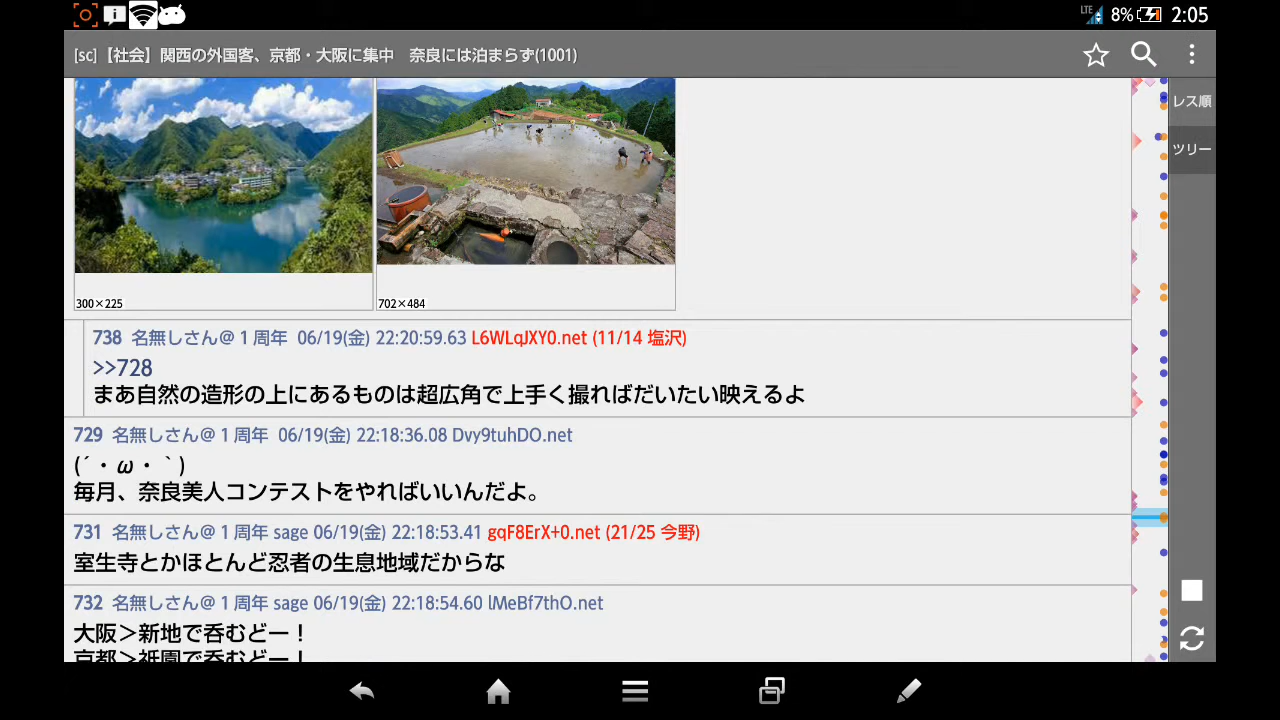 LTE 8% 2:05
[sc]【社会】関西の外国客、京都・大阪に集中　奈良には泊まらず(1001)
レス順
ツリー
300×225
702×484
738 名無しさん@１周年 06/19(金) 22:20:59.63 L6WLqJXY0.net (11/14 塩沢)
>>728
まあ自然の造形の上にあるものは超広角で上手く撮ればだいたい映えるよ
729 名無しさん@１周年 06/19(金) 22:18:36.08 Dvy9tuhDO.net
(´・ω・｀)
毎月、奈良美人コンテストをやればいいんだよ。
731 名無しさん@１周年 sage 06/19(金) 22:18:53.41 gqF8ErX+0.net (21/25 今野)
室生寺とかほとんど忍者の生息地域だからな
732 名無しさん@１周年 sage 06/19(金) 22:18:54.60 lMeBf7thO.net
大阪＞新地で呑むどー！
京都＞祇園で呑むどー！